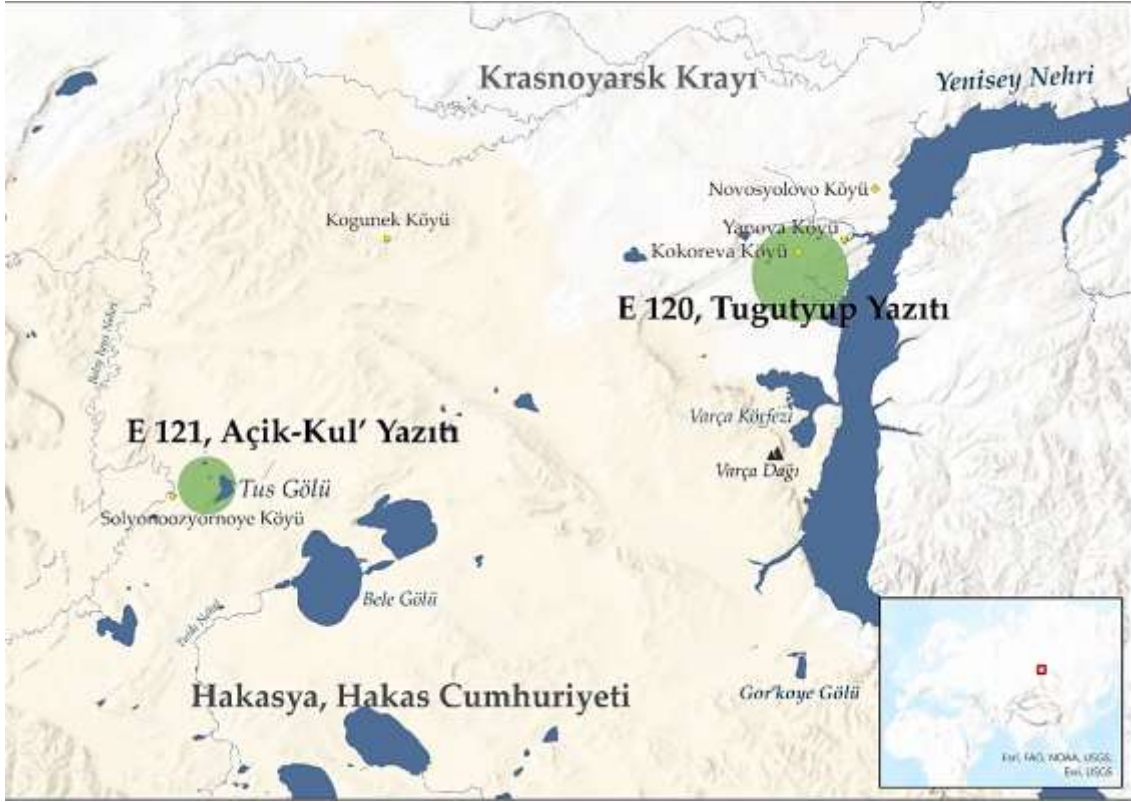 Krasnoyarsk Krayı
Yenisey Nehri
Novosyolovo Köyü
Kogunek Köyü
Yanova Köyü
Kokoreva Köyü
E 120, Tugutyup Yazıtı
Varça Körfezi
E 121, Açik-Kul' Yazıtı
Varça Dağı
Tus Gölü
Solyonoozyornoye Köyü
Bele Gölü
Hakasya, Hakas Cumhuriyeti
Gor'koye Gölü
Esri, FAO, NOAA, USGS;
Esri, USGS